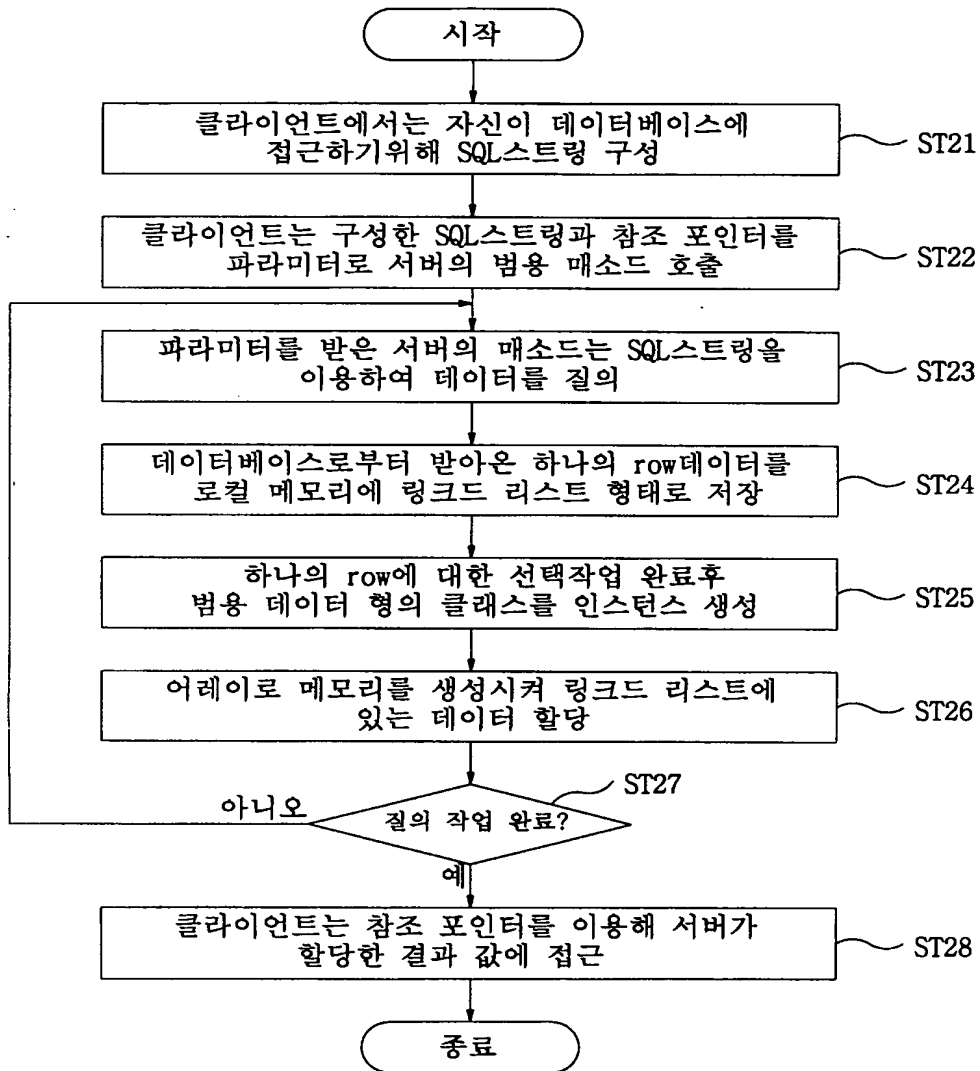 시작
클라이언트에서는 자신이 데이터베이스에
접근하기위해 SQL스트링 구성
ST21
클라이언트는 구성한 SQL스트링과 참조 포인터를
파라미터로 서버의 범용 매소드 호출
ST22
파라미터를 받은 서버의 매소드는 SQL스트링을
이용하여 데이터를 질의
ST23
데이터베이스로부터 받아온 하나의 row데이터를
로컬 메모리에 링크드 리스트 형태로 저장
ST24
하나의 row에 대한 선택작업 완료후
범용 데이터 형의 클래스를 인스턴스 생성
ST25
어레이로 메모리를 생성시켜 링크드 리스트에
있는 데이터 할당
ST26
ST27
아니오
질의 작업 완료?
예
클라이언트는 참조 포인터를 이용해 서버가
할당한 결과 값에 접근
ST28
종료